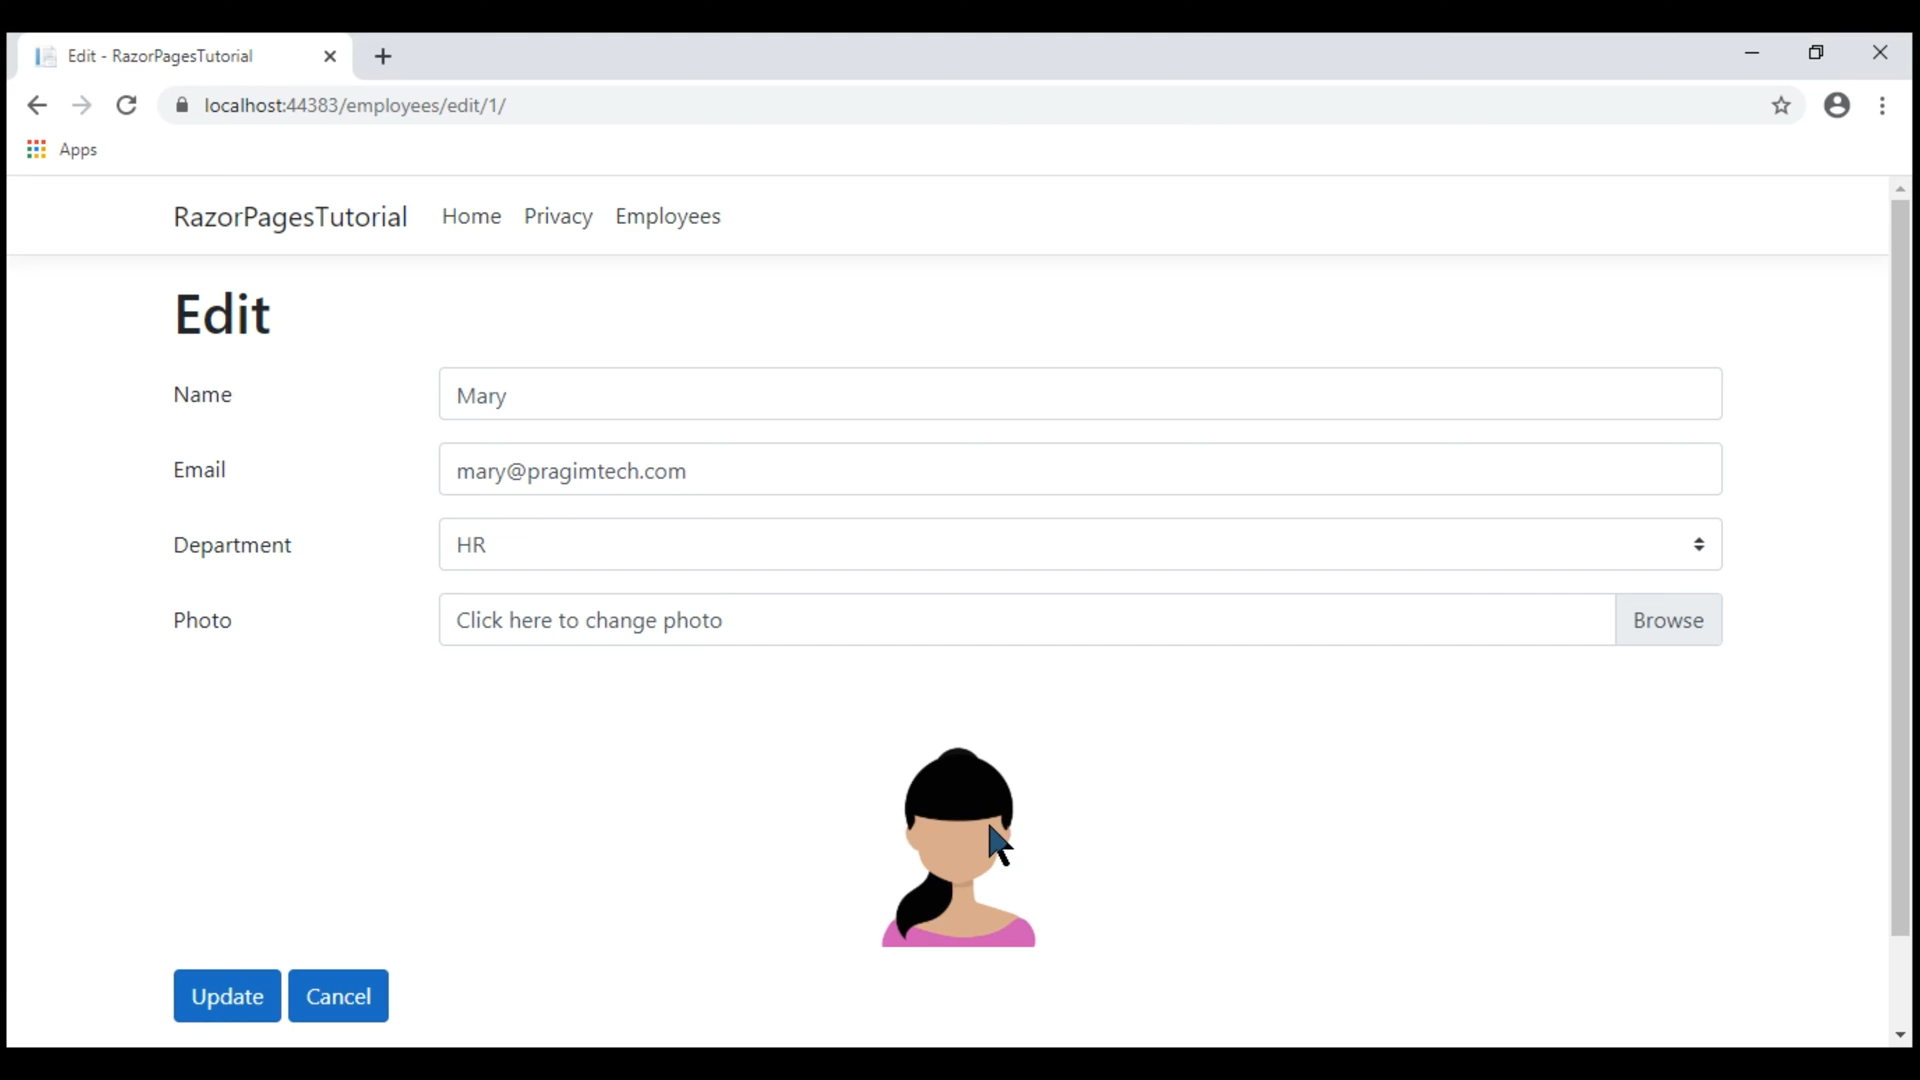 Edit - RazorPagesTutorial
localhost:44383/employees/edit/1/
Apps
RazorPagesTutorial Home Privacy Employees
Edit
Name Mary
Email mary@pragimtech.com
Department HR
Photo Click here to change photo Browse
Update Cancel